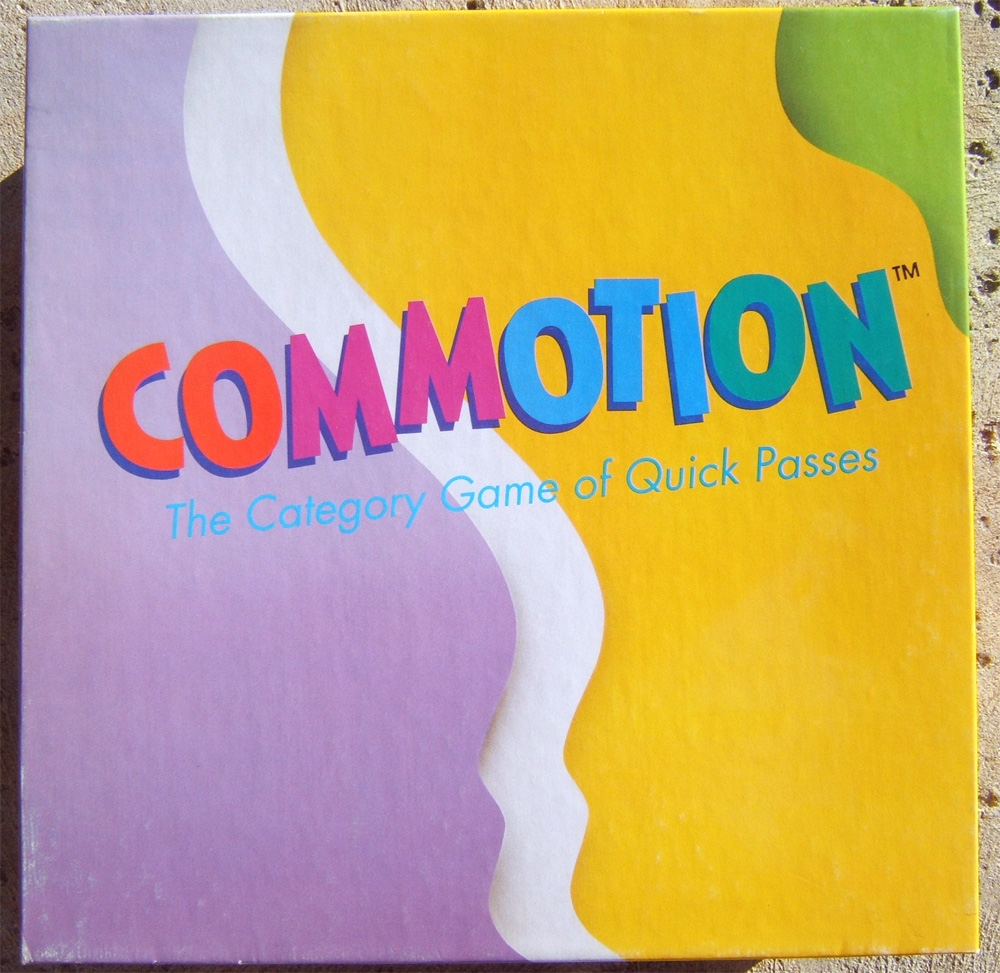 COMMOTION™
The Category Game of Quick Passes